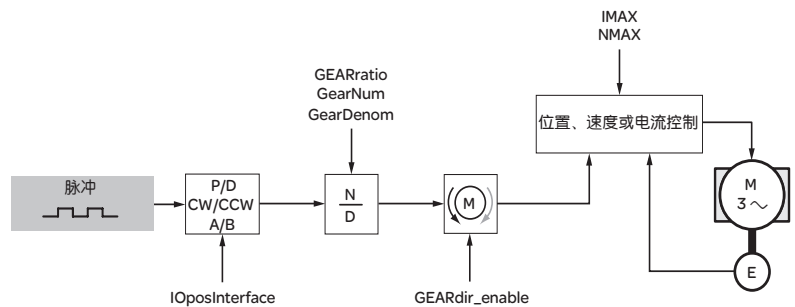 IMAX
NMAX
GEARratio
GearNum
GearDenom
位置、速度或电流控制
脉冲
P/D
CW/CCW
A/B
N
D
M
M
3～
E
IOposInterface
GEARdir_enable